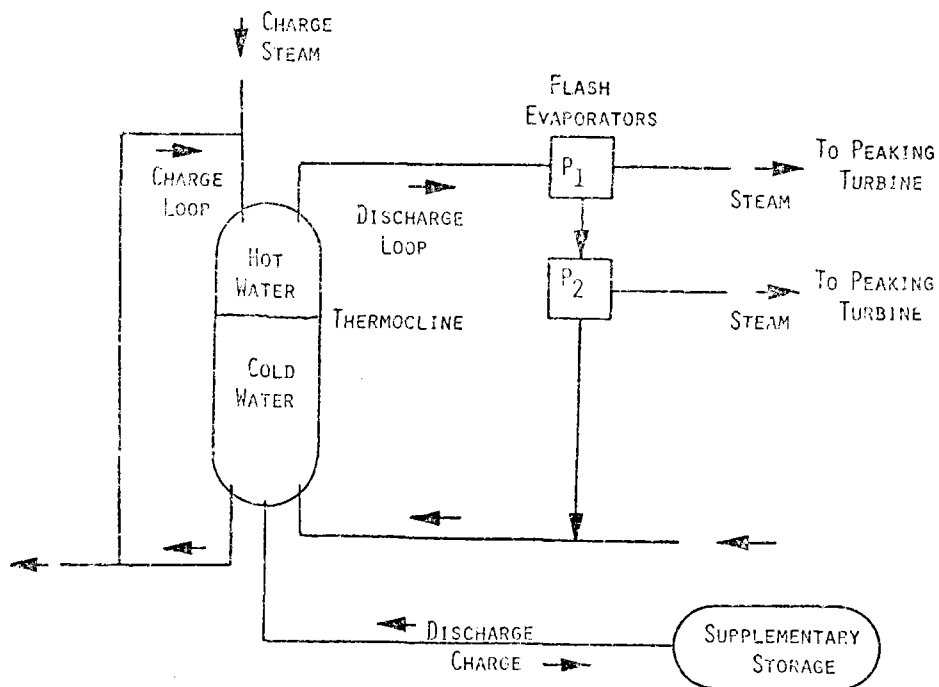 CHARGE
STEAM
FLASH
EVAPORATORS
CHARGE
LOOP
P1
TO PEAKING
TURBINE
STEAM
DISCHARGE
LOOP
HOT
WATER
P2
TO PEAKING
TURBINE
STEAM
THERMOCLINE
COLD
WATER
DISCHARGE
CHARGE
SUPPLEMENTARY
STORAGE